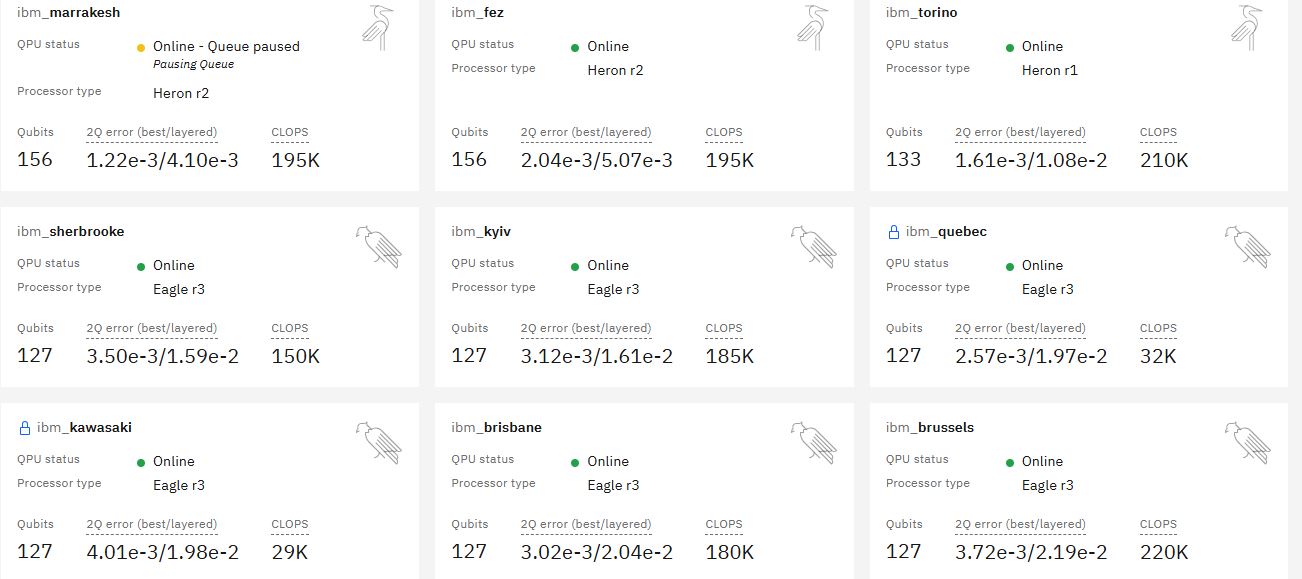 ibm_marrakesh
QPU status Online - Queue paused
Pausing Queue
Processor type Heron r2
Qubits 2Q error (best/layered) CLOPS
156 1.22e-3/4.10e-3 195K
ibm_fez
QPU status Online
Processor type Heron r2
Qubits 2Q error (best/layered) CLOPS
156 2.04e-3/5.07e-3 195K
ibm_torino
QPU status Online
Processor type Heron r1
Qubits 2Q error (best/layered) CLOPS
133 1.61e-3/1.08e-2 210K
ibm_sherbrooke
QPU status Online
Processor type Eagle r3
Qubits 2Q error (best/layered) CLOPS
127 3.50e-3/1.59e-2 150K
ibm_kyiv
QPU status Online
Processor type Eagle r3
Qubits 2Q error (best/layered) CLOPS
127 3.12e-3/1.61e-2 185K
ibm_quebec
QPU status Online
Processor type Eagle r3
Qubits 2Q error (best/layered) CLOPS
127 2.57e-3/1.97e-2 32K
ibm_kawasaki
QPU status Online
Processor type Eagle r3
Qubits 2Q error (best/layered) CLOPS
127 4.01e-3/1.98e-2 29K
ibm_brisbane
QPU status Online
Processor type Eagle r3
Qubits 2Q error (best/layered) CLOPS
127 3.02e-3/2.04e-2 180K
ibm_brussels
QPU status Online
Processor type Eagle r3
Qubits 2Q error (best/layered) CLOPS
127 3.72e-3/2.19e-2 220K